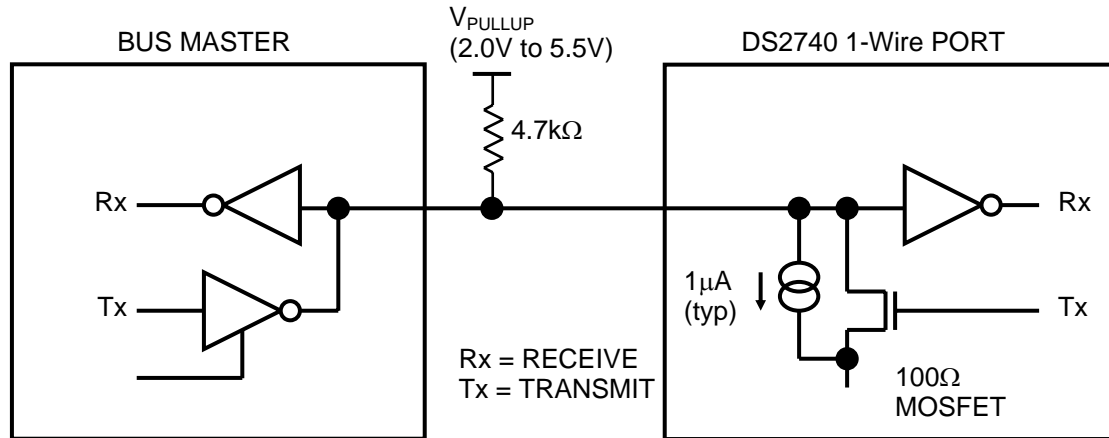 BUS MASTER
V_PULLUP
(2.0V to 5.5V)
DS2740 1-Wire PORT
4.7kΩ
Rx
Rx
Tx
1μA
(typ)
Tx
Rx = RECEIVE
Tx = TRANSMIT
100Ω
MOSFET